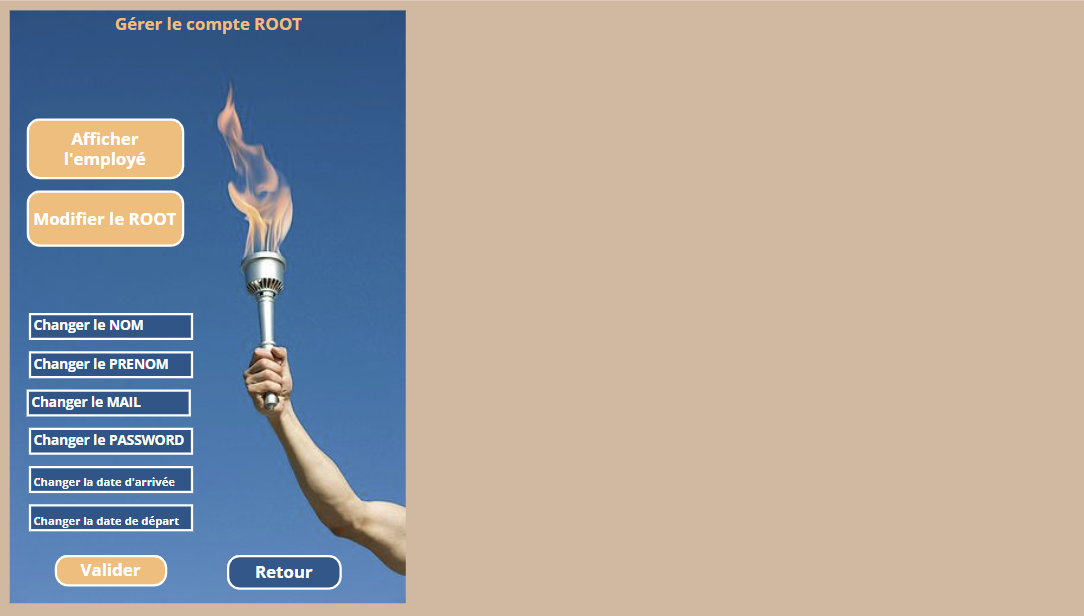 Gérer le compte ROOT
Afficher
l'employé
Modifier le ROOT
Changer le NOM
Changer le PRENOM
Changer le MAIL
Changer le PASSWORD
Changer la date d'arrivée
Changer la date de départ
Valider
Retour